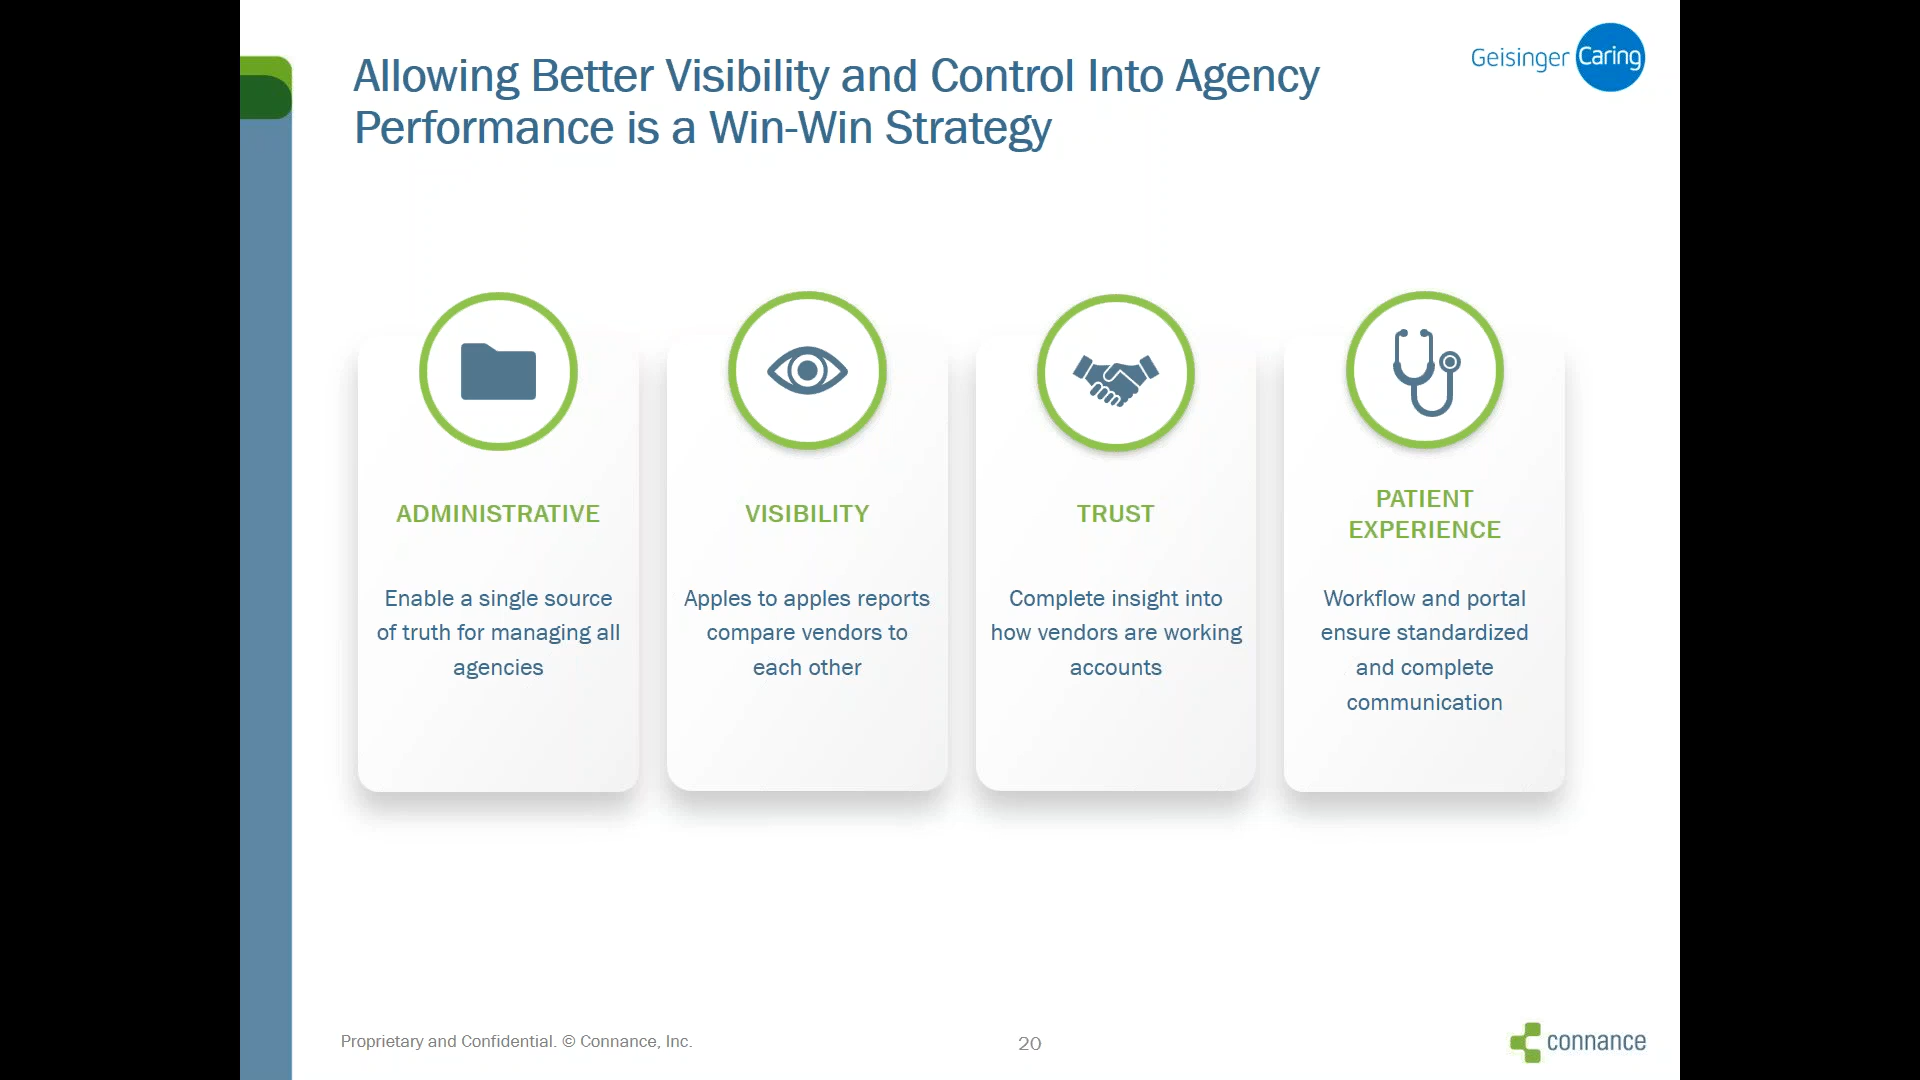 Allowing Better Visibility and Control Into Agency
Performance is a Win-Win Strategy
Geisinger Caring
ADMINISTRATIVE
Enable a single source
of truth for managing all
agencies
VISIBILITY
Apples to apples reports
compare vendors to
each other
TRUST
Complete insight into
how vendors are working
accounts
PATIENT
EXPERIENCE
Workflow and portal
ensure standardized
and complete
communication
Proprietary and Confidential. © Connance, Inc.
20
connance